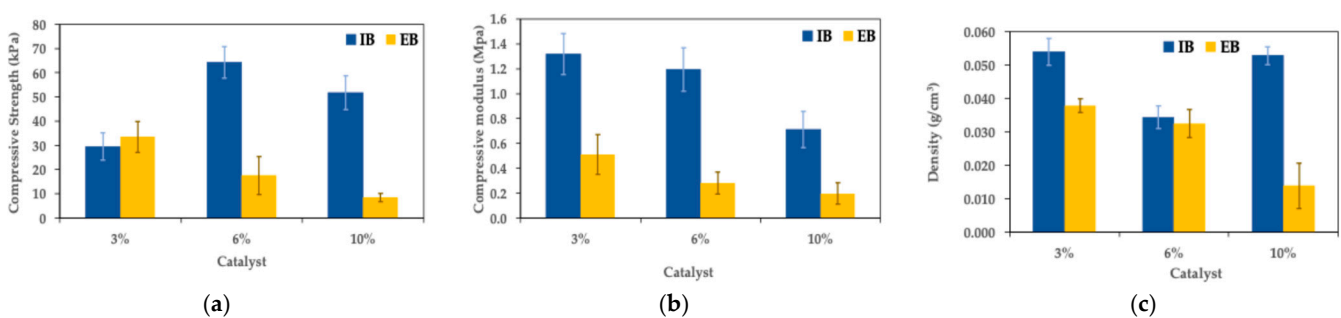 Compressive Strength (kPa)
80
70
60
50
40
30
20
10
0
IB EB
3% 6% 10%
Catalyst
(a)
Compressive modulus (Mpa)
1.6
1.4
1.2
1.0
0.8
0.6
0.4
0.2
0.0
IB EB
3% 6% 10%
Catalyst
(b)
Density (g/cm³)
0.060
0.050
0.040
0.030
0.020
0.010
0.000
IB EB
3% 6% 10%
Catalyst
(c)